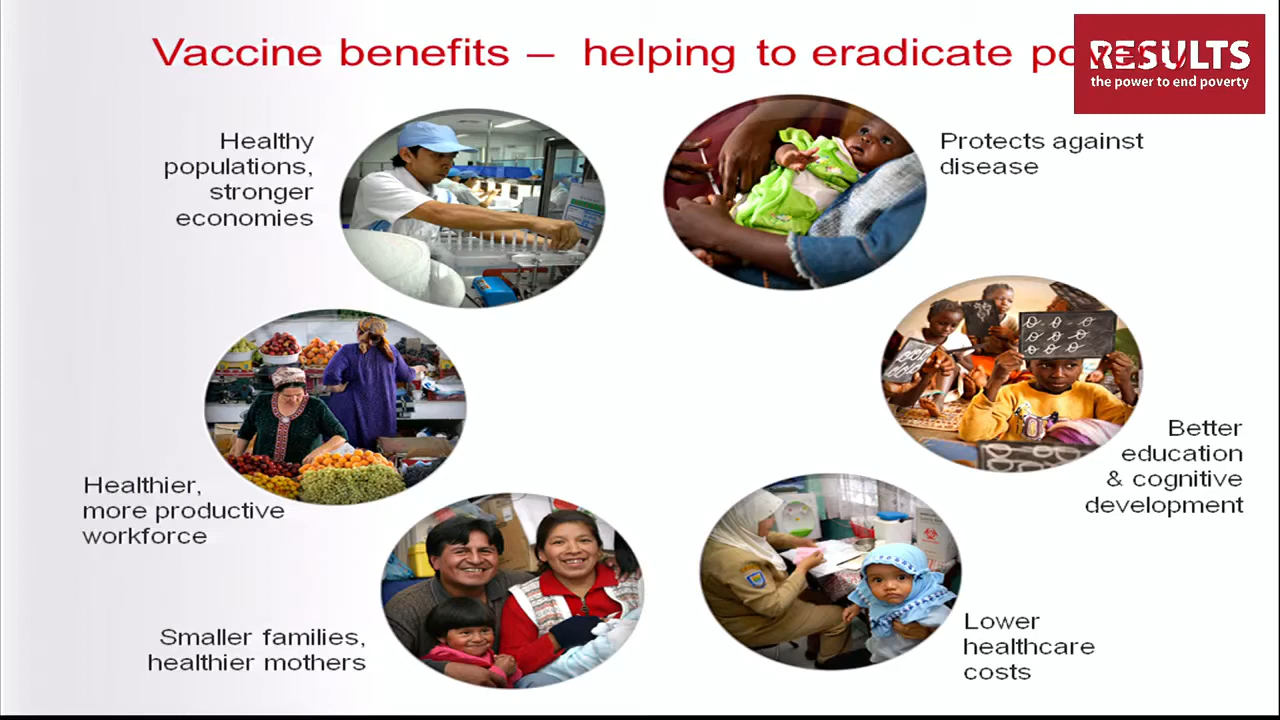 Vaccine benefits – helping to eradicate po
RESULTS
the power to end poverty
Healthy
populations,
stronger
economies
Protects against
disease
Better
education
& cognitive
development
Healthier,
more productive
workforce
Smaller families,
healthier mothers
Lower
healthcare
costs